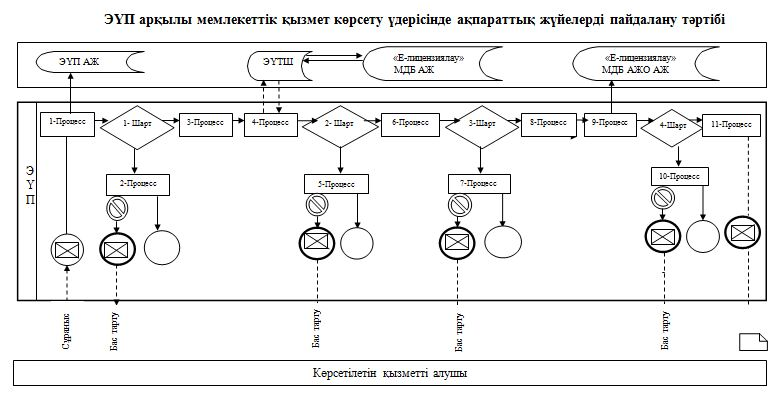 ЭҮП арқылы мемлекеттік қызмет көрсету үдерісінде ақпараттық жүйелерді пайдалану тәртібі
ЭҮП АЖ
ЭҮТШ
«Е-лицензиялау»
МДБ АЖ
«Е-лицензиялау»
МДБ АЖО АЖ
ЭҮП
1-Процесс
1- Шарт
3-Процесс
4-Процесс
2- Шарт
6-Процесс
3-Шарт
8-Процесс
9-Процесс
4-Шарт
11-Процесс
2-Процесс
5-Процесс
7-Процесс
10-Процесс
Сұраныс
Бас тарту
Бас тарту
Бас тарту
Бас тарту
Көрсетілетін қызметті алушы